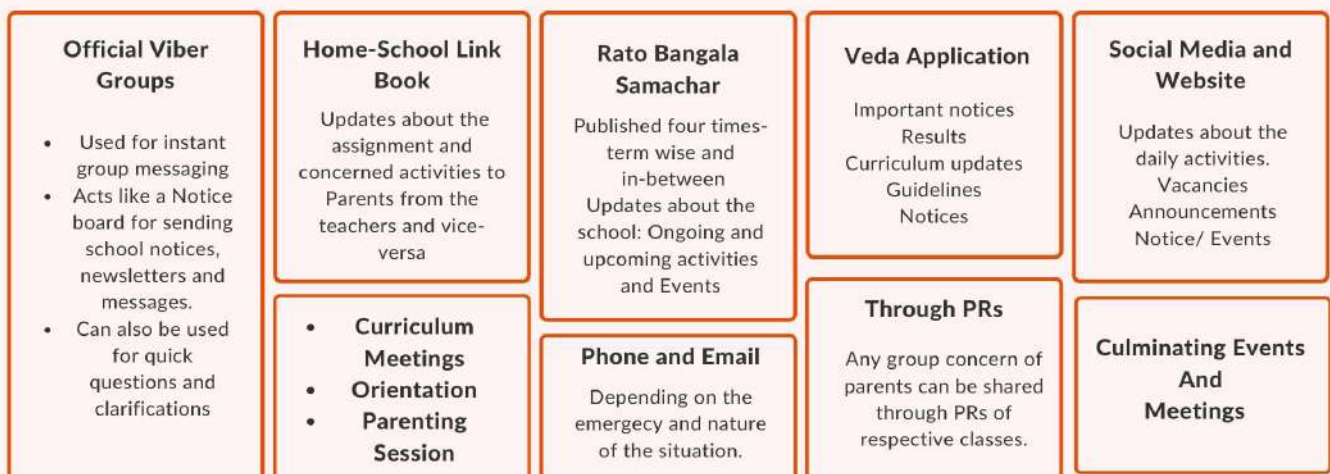 Official Viber
Groups
• Used for instant
group messaging
• Acts like a Notice
board for sending
school notices,
newsletters and
messages.
• Can also be used
for quick
questions and
clarifications
Home-School Link
Book
Updates about the
assignment and
concerned activities to
Parents from the
teachers and vice-
versa
• Curriculum
Meetings
• Orientation
• Parenting
Session
Rato Bangala
Samachar
Published four times-
term wise and
in-between
Updates about the
school: Ongoing and
upcoming activities
and Events
Phone and Email
Depending on the
emergecy and nature
of the situation.
Veda Application
Important notices
Results
Curriculum updates
Guidelines
Notices
Through PRs
Any group concern of
parents can be shared
through PRs of
respective classes.
Social Media and
Website
Updates about the
daily activities.
Vacancies
Announcements
Notice/ Events
Culminating Events
And
Meetings